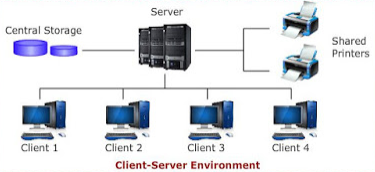 Server
Central Storage
Shared
Printers
Client 1
Client 2
Client 3
Client 4
Client-Server Environment